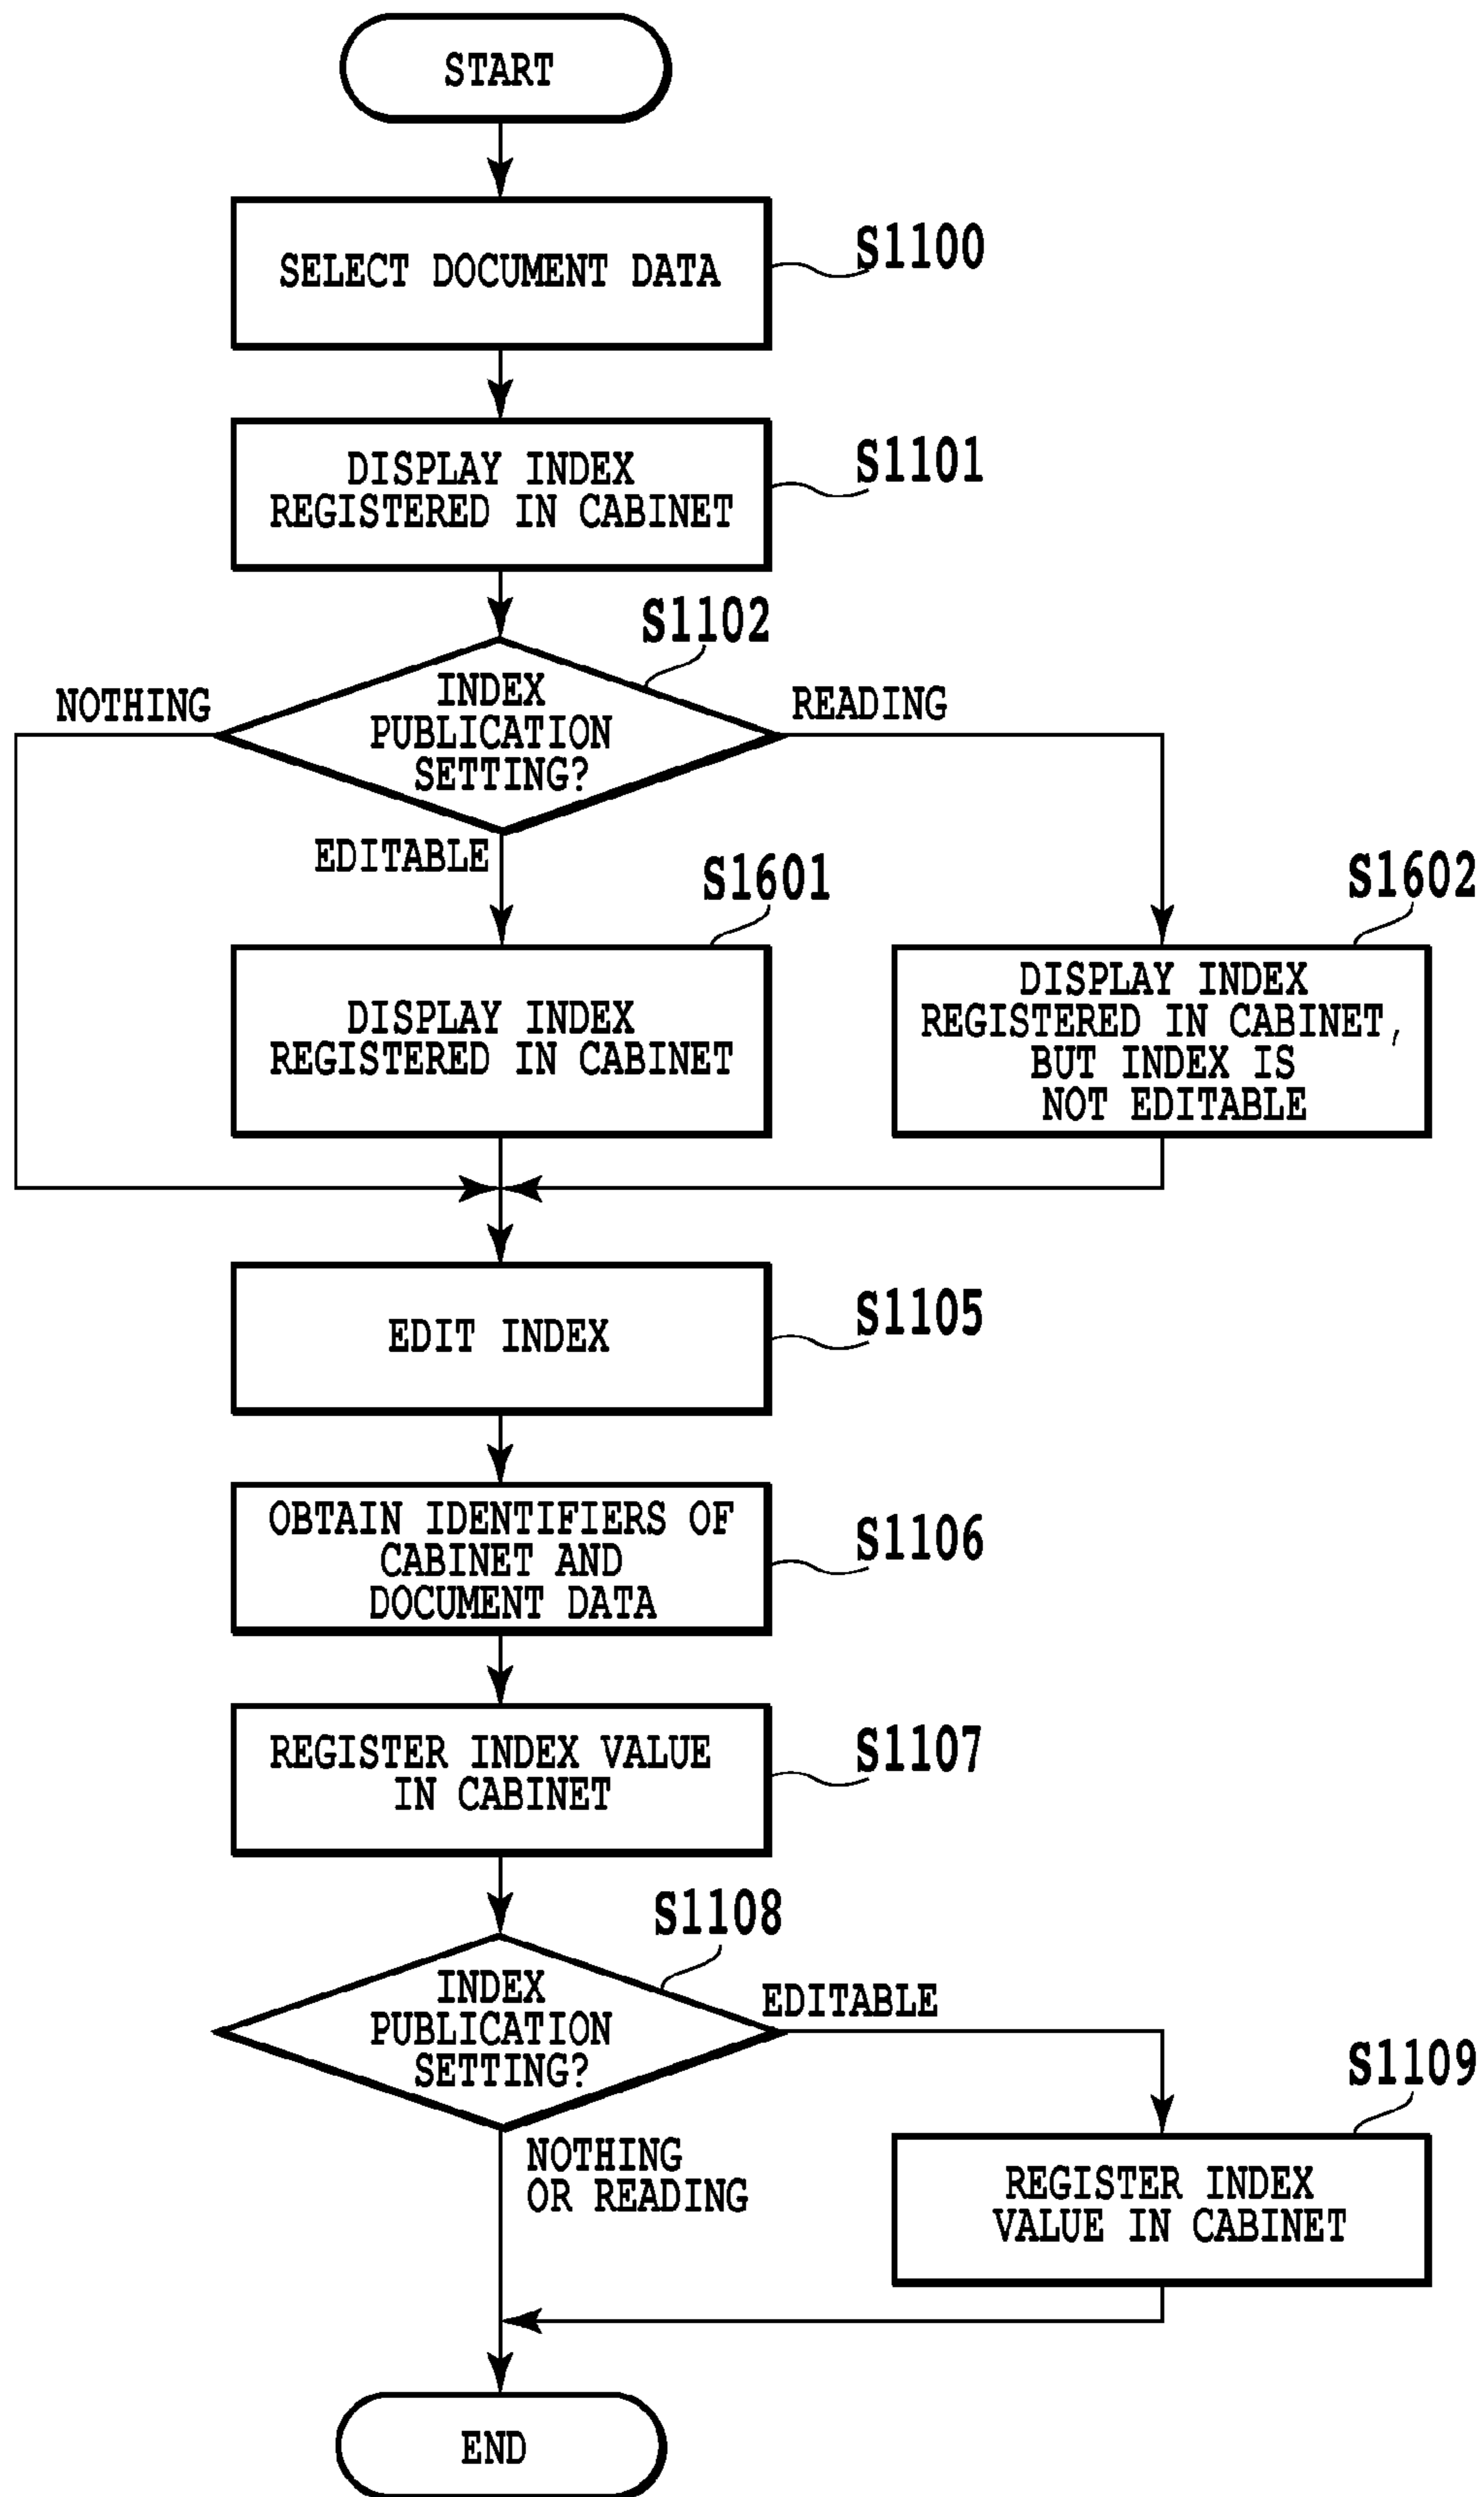 START
SELECT DOCUMENT DATA
S1100
DISPLAY INDEX
REGISTERED IN CABINET
S1101
S1102
INDEX
PUBLICATION
SETTING?
NOTHING
READING
EDITABLE
S1601
DISPLAY INDEX
REGISTERED IN CABINET
S1602
DISPLAY INDEX
REGISTERED IN CABINET,
BUT INDEX IS
NOT EDITABLE
EDIT INDEX
S1105
OBTAIN IDENTIFIERS OF
CABINET AND
DOCUMENT DATA
S1106
REGISTER INDEX VALUE
IN CABINET
S1107
S1108
INDEX
PUBLICATION
SETTING?
EDITABLE
NOTHING
OR READING
S1109
REGISTER INDEX
VALUE IN CABINET
END